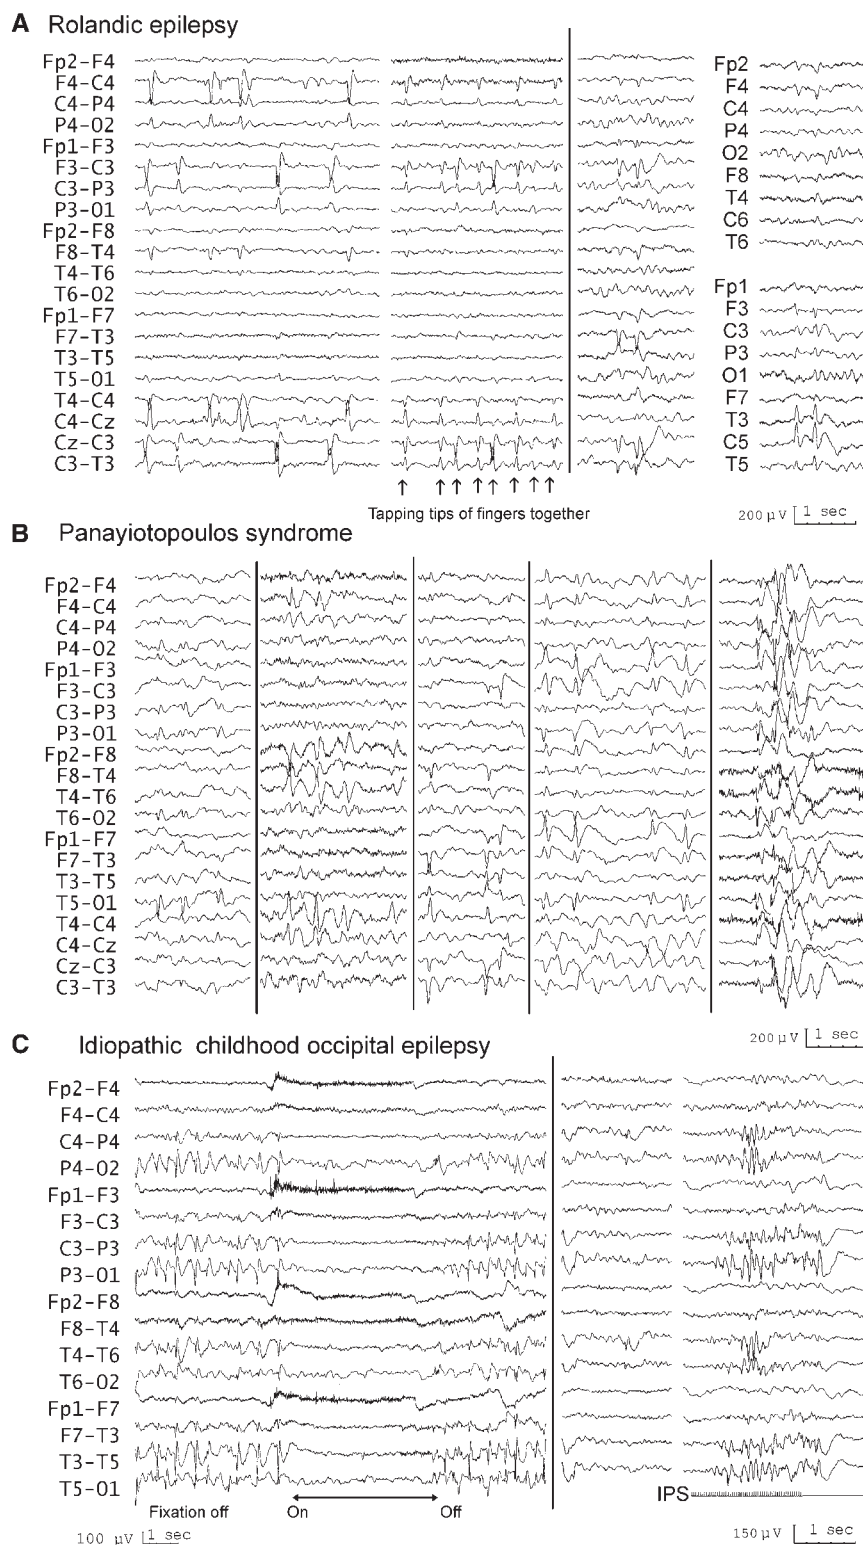 A Rolandic epilepsy
Fp2-F4
F4-C4
C4-P4
P4-O2
Fp1-F3
F3-C3
C3-P3
P3-O1
Fp2-F8
F8-T4
T4-T6
T6-O2
Fp1-F7
F7-T3
T3-T5
T5-O1
T4-C4
C4-Cz
Cz-C3
C3-T3
Fp2
F4
C4
P4
O2
F8
T4
C6
T6
Fp1
F3
C3
P3
O1
F7
T3
C5
T5
Tapping tips of fingers together
200 µV 1 sec
B Panayiotopoulos syndrome
Fp2-F4
F4-C4
C4-P4
P4-O2
Fp1-F3
F3-C3
C3-P3
P3-O1
Fp2-F8
F8-T4
T4-T6
T6-O2
Fp1-F7
F7-T3
T3-T5
T5-O1
T4-C4
C4-Cz
Cz-C3
C3-T3
200 µV 1 sec
C Idiopathic childhood occipital epilepsy
Fp2-F4
F4-C4
C4-P4
P4-O2
Fp1-F3
F3-C3
C3-P3
P3-O1
Fp2-F8
F8-T4
T4-T6
T6-O2
Fp1-F7
F7-T3
T3-T5
T5-O1
IPS
Fixation off On Off
100 µV 1 sec 150 µV 1 sec